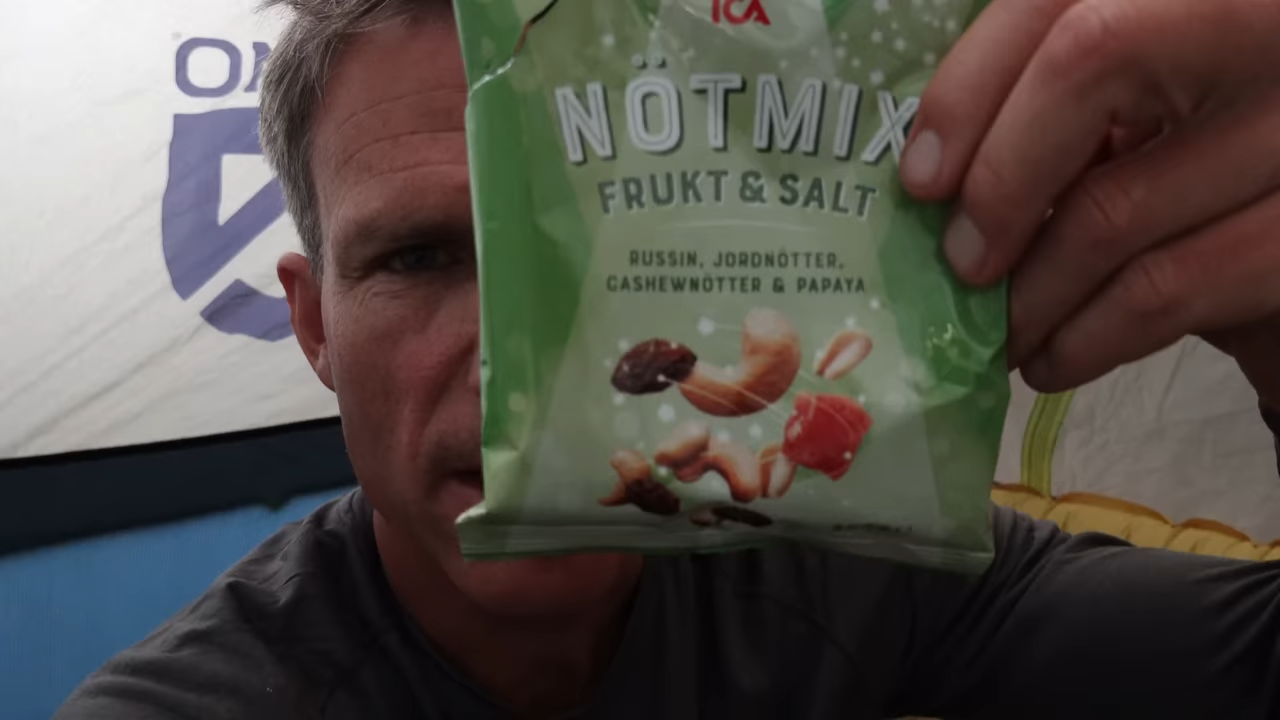 ICA
NÖTMIX
FRUKT & SALT
RUSSIN, JORDNÖTTER,
CASHEWNÖTTER & PAPAYA